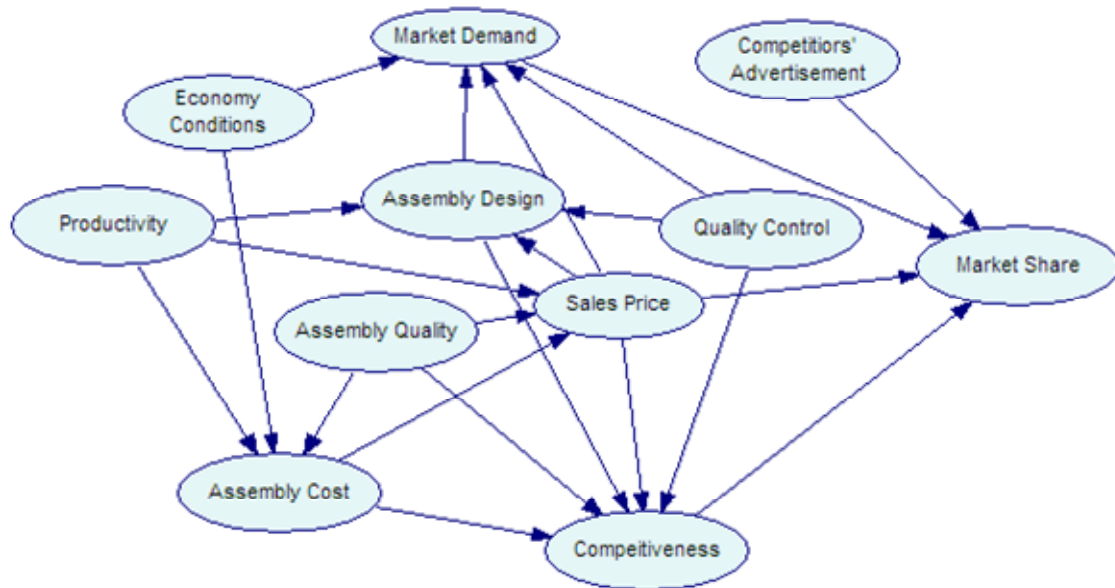 Market Demand
Competitiors'
Advertisement
Economy
Conditions
Assembly Design
Productivity
Quality Control
Market Share
Sales Price
Assembly Quality
Assembly Cost
Compeitiveness